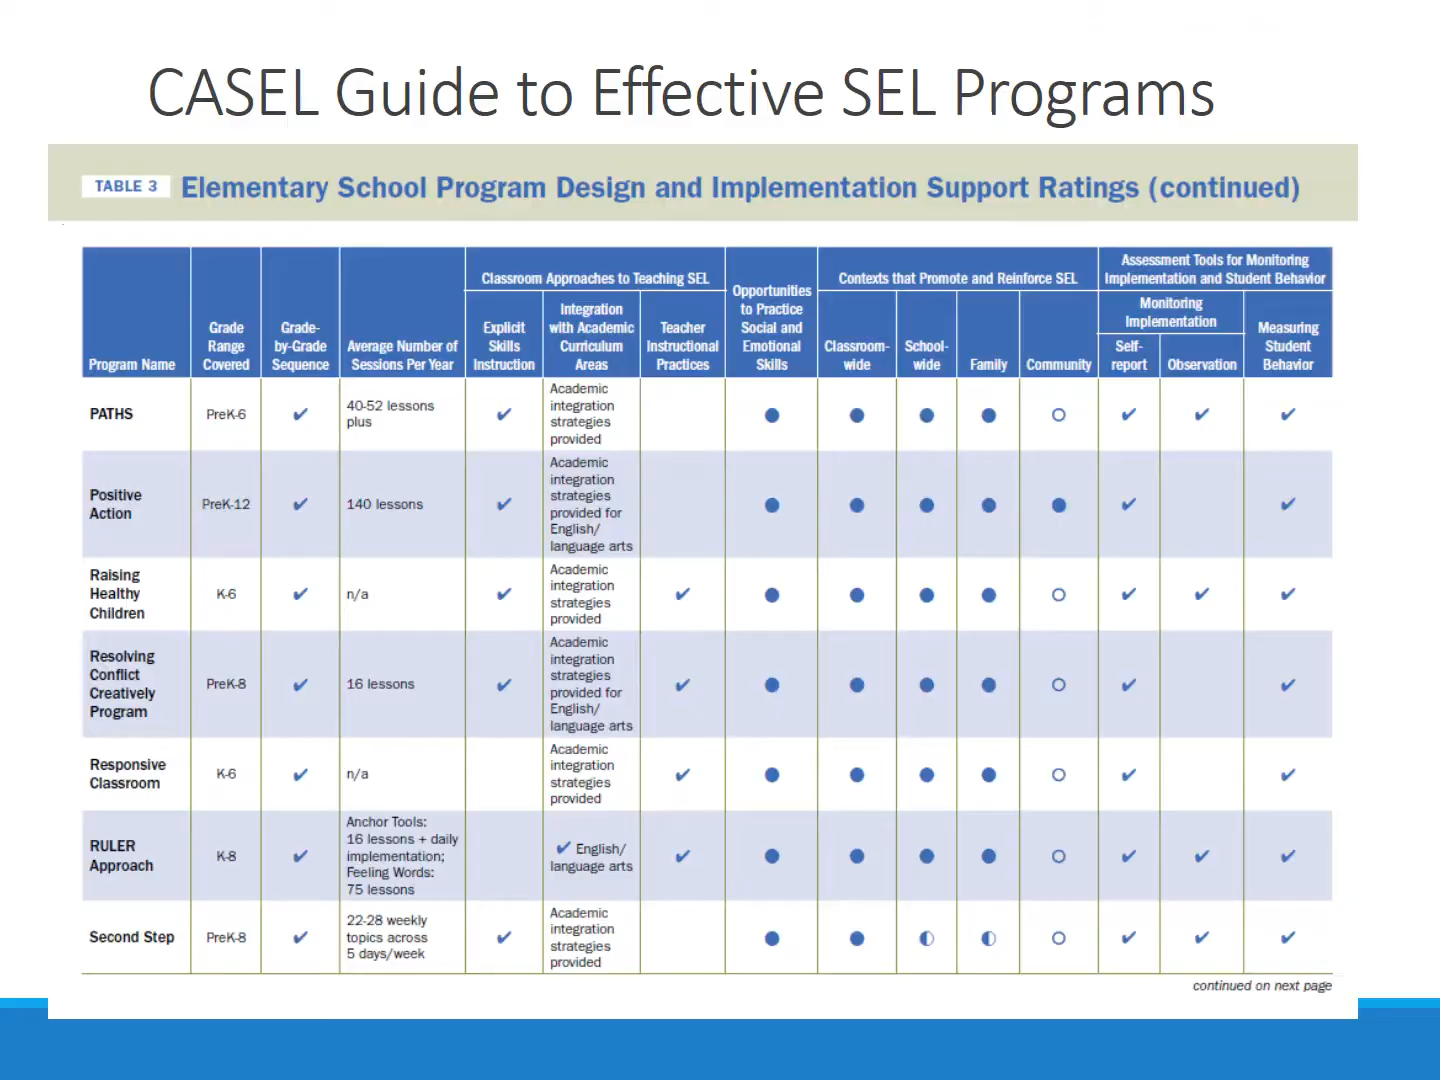 CASEL Guide to Effective SEL Programs
TABLE 3 Elementary School Program Design and Implementation Support Ratings (continued)
Program Name
Grade
Range
Covered
Grade-
by-Grade
Sequence
Average Number of
Sessions Per Year
Classroom Approaches to Teaching SEL
Explicit
Skills
Instruction
Integration
with Academic
Curriculum
Areas
Teacher
Instructional
Practices
Opportunities
to Practice
Social and
Emotional
Skills
Contexts that Promote and Reinforce SEL
Classroom-
wide
School-
wide
Family
Community
Assessment Tools for Monitoring
Implementation and Student Behavior
Monitoring
Implementation
Self-
report
Observation
Measuring
Student
Behavior
PATHS
PreK-6
✔
40-52 lessons
plus
✔
Academic
integration
strategies
provided
●
●
●
●
○
✔
✔
✔
Positive
Action
PreK-12
✔
140 lessons
✔
Academic
integration
strategies
provided for
English/
language arts
●
●
●
●
●
✔
✔
Raising
Healthy
Children
K-6
✔
n/a
✔
Academic
integration
strategies
provided
✔
●
●
●
●
○
✔
✔
✔
Resolving
Conflict
Creatively
Program
PreK-8
✔
16 lessons
✔
Academic
integration
strategies
provided for
English/
language arts
✔
●
●
●
●
○
✔
✔
Responsive
Classroom
K-6
✔
n/a
Academic
integration
strategies
provided
✔
●
●
●
●
○
✔
✔
RULER
Approach
K-8
✔
Anchor Tools:
16 lessons + daily
implementation;
Feeling Words:
75 lessons
✔ English/
language arts
✔
●
●
●
●
○
✔
✔
✔
Second Step
PreK-8
✔
22-28 weekly
topics across
5 days/week
✔
Academic
integration
strategies
provided
●
●
◐
◐
○
✔
✔
✔
continued on next page